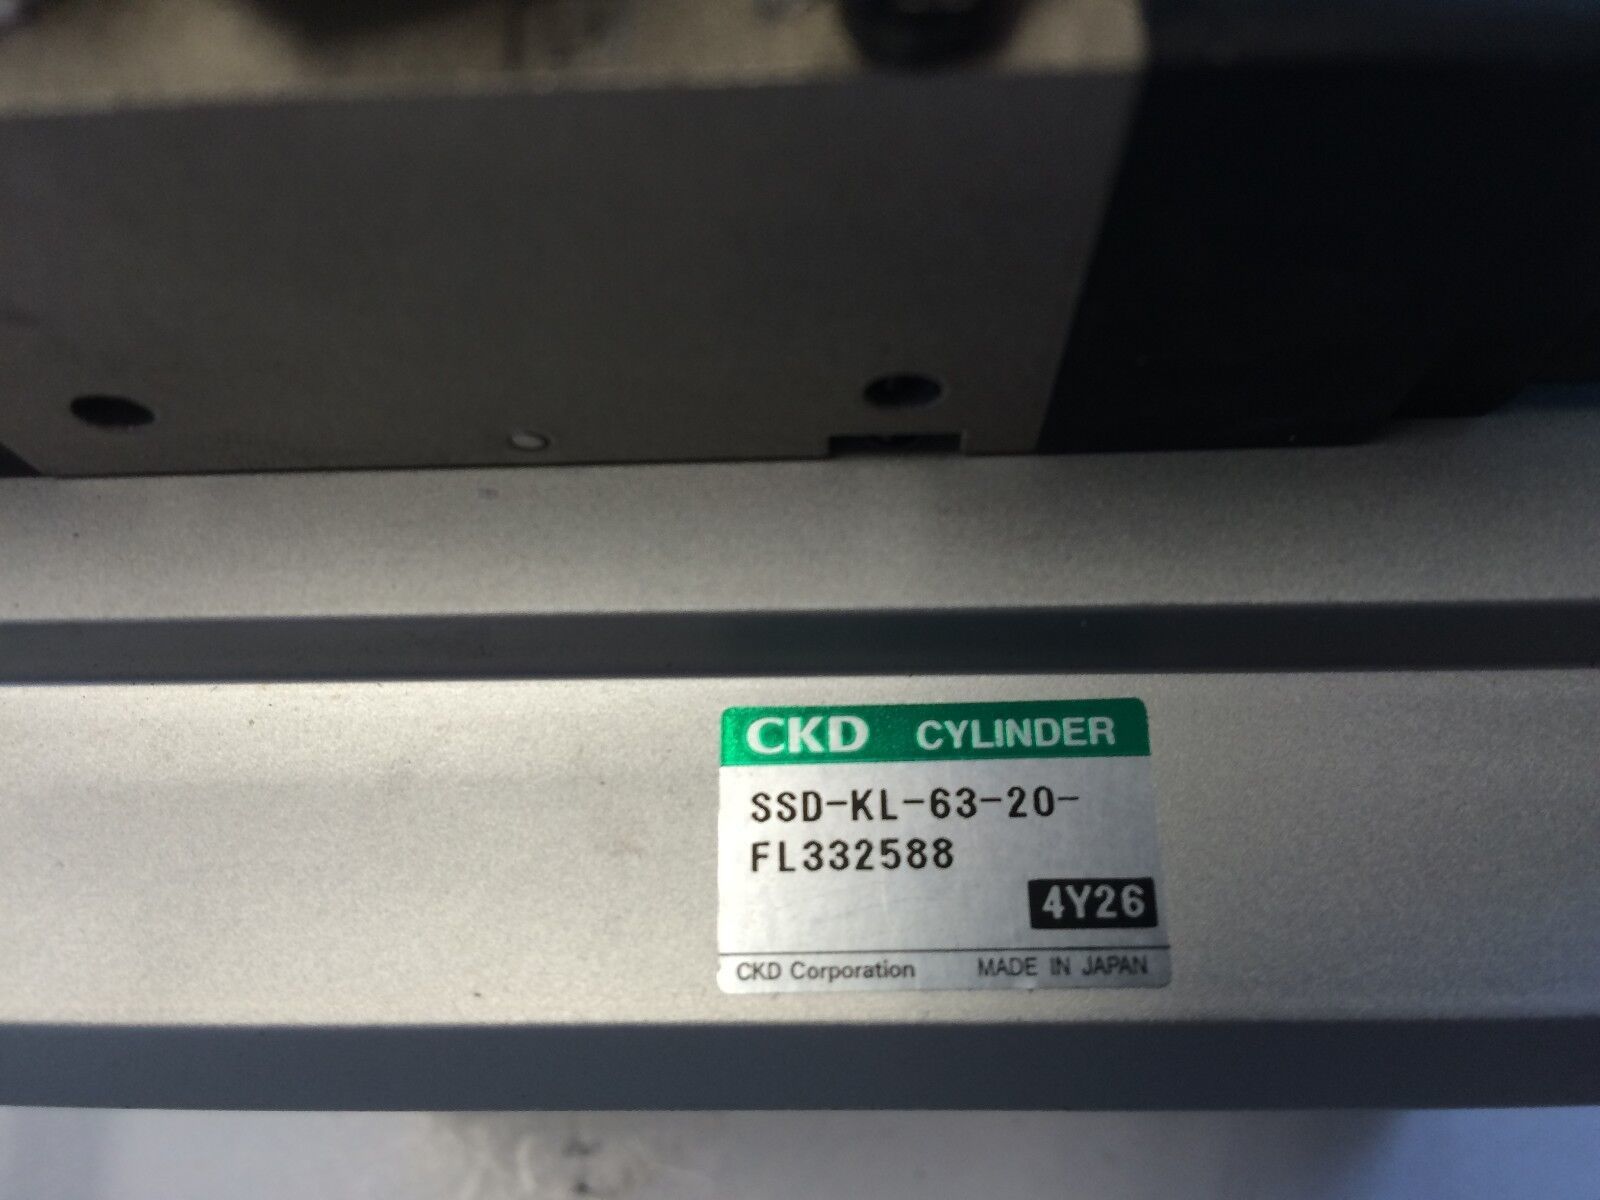 CKD CYLINDER
SSD-KL-63-20-
FL332588
4Y26
CKD Corporation MADE IN JAPAN